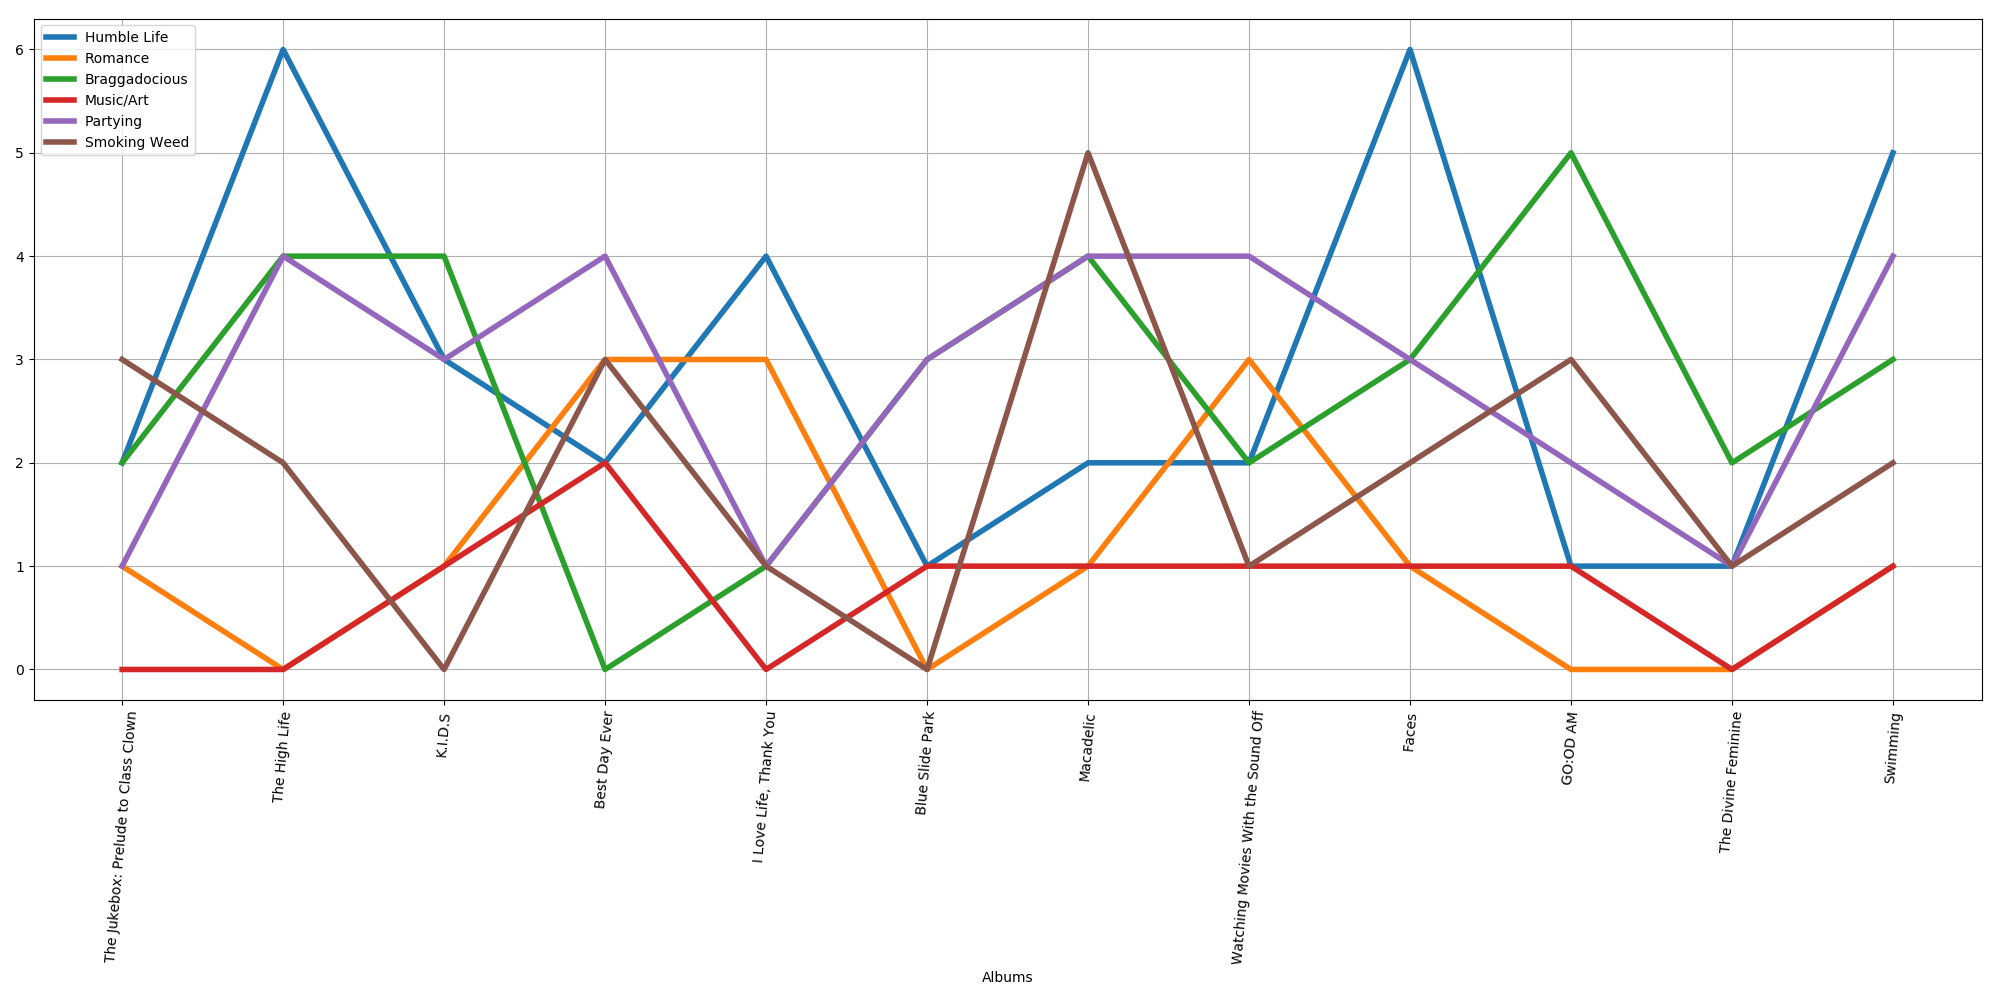 Humble Life
Romance
Braggadocious
Music/Art
Partying
Smoking Weed
6
5
4
3
2
1
0
The Jukebox: Prelude to Class Clown
The High Life
K.I.D.S
Best Day Ever
I Love Life, Thank You
Blue Slide Park
Macadelic
Watching Movies With the Sound Off
Faces
GO:OD AM
The Divine Feminine
Swimming
Albums